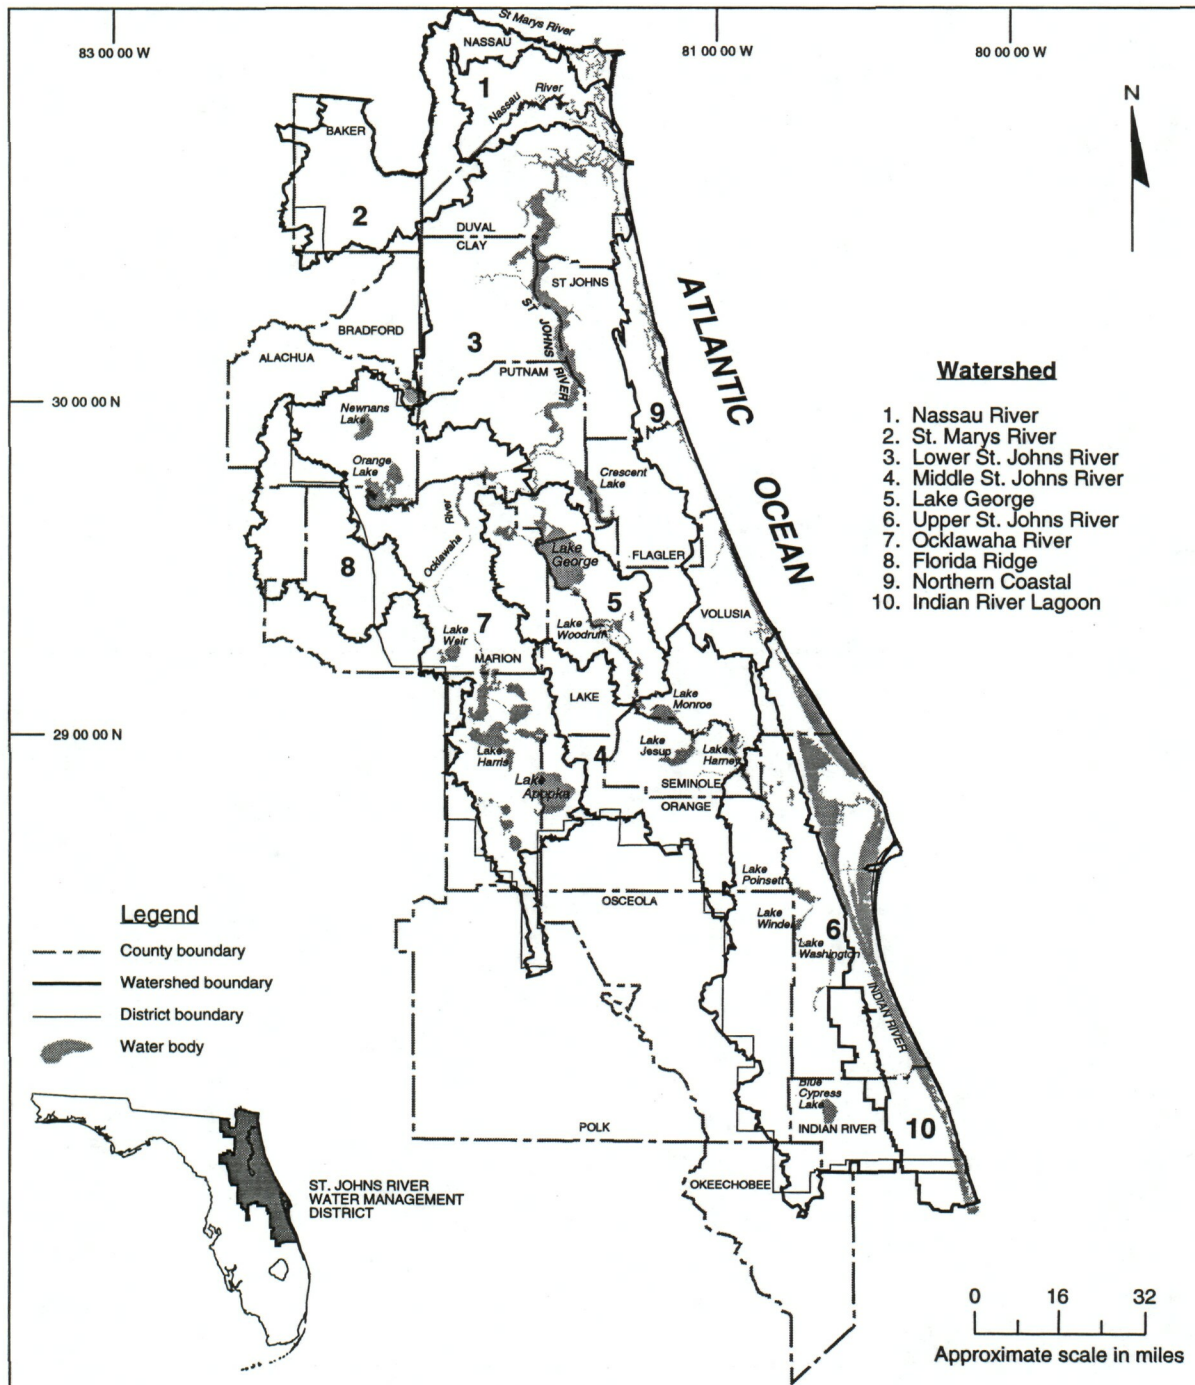 83 00 00 W
81 00 00 W
80 00 00 W
St Marys River
NASSAU
1
Nassau River
N
BAKER
2
DUVAL
CLAY
ST JOHNS
ST JOHNS RIVER
BRADFORD
ALACHUA
3
PUTNAM
ATLANTIC OCEAN
30 00 00 N
Newnans
Lake
9
Orange
Lake
Crescent
Lake
Ocklawaha River
Lake
George
FLAGLER
8
5
7
Lake
Woodruff
VOLUSIA
Lake
Weir
MARION
LAKE
Lake
Monroe
29 00 00 N
Lake
Harris
4
Lake
Jesup
Lake
Harney
Lake
Apopka
SEMINOLE
ORANGE
Lake
Poinsett
OSCEOLA
Lake
Winder
6
Lake
Washington
INDIAN RIVER
Blue
Cypress
Lake
INDIAN RIVER
10
POLK
OKEECHOBEE
Watershed
1. Nassau River
2. St. Marys River
3. Lower St. Johns River
4. Middle St. Johns River
5. Lake George
6. Upper St. Johns River
7. Ocklawaha River
8. Florida Ridge
9. Northern Coastal
10. Indian River Lagoon
Legend
County boundary
Watershed boundary
District boundary
Water body
ST. JOHNS RIVER
WATER MANAGEMENT
DISTRICT
0 16 32
Approximate scale in miles